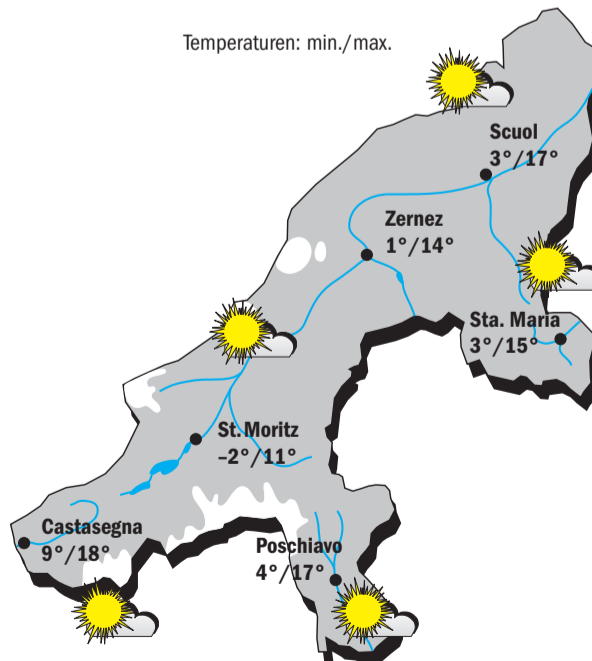 Temperaturen: min./max.
Scuol
3°/17°
Zernez
1°/14°
Sta. Maria
3°/15°
St. Moritz
–2°/11°
Castasegna
9°/18°
Poschiavo
4°/17°